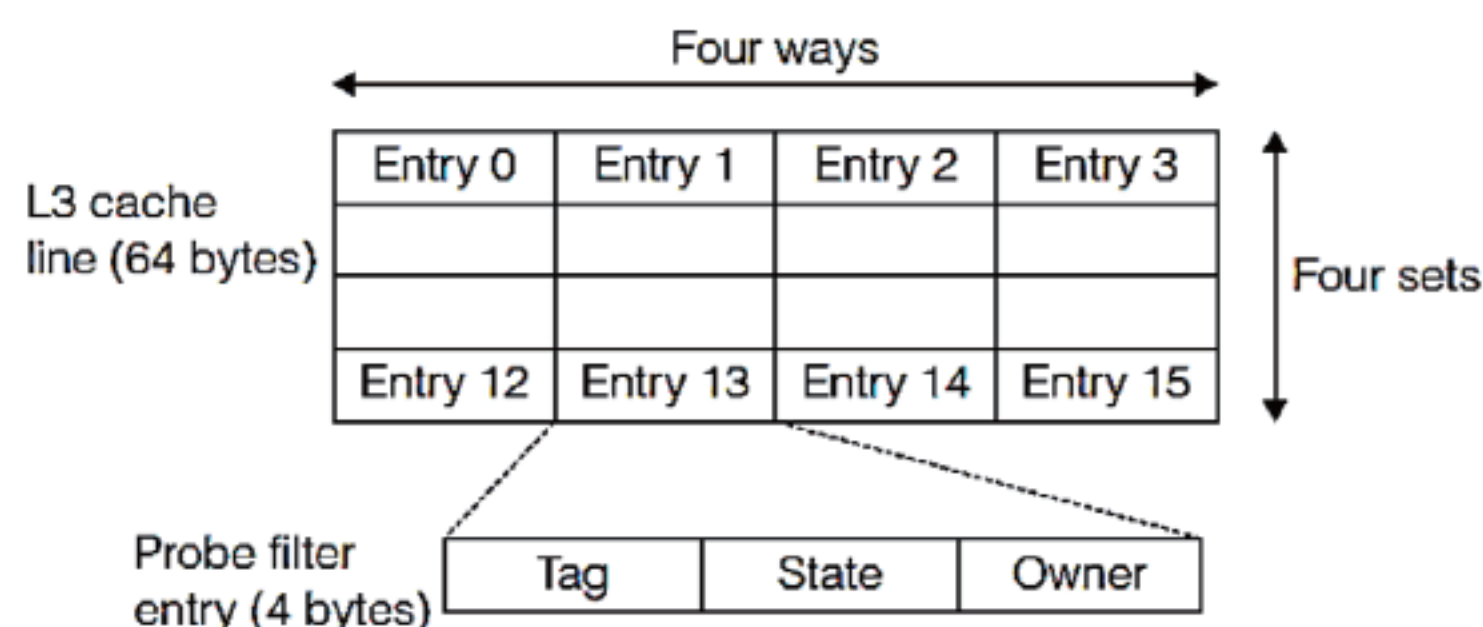 Four ways
Entry 0 Entry 1 Entry 2 Entry 3
L3 cache
line (64 bytes)
Four sets
Entry 12 Entry 13 Entry 14 Entry 15
Probe filter
entry (4 bytes)
Tag State Owner